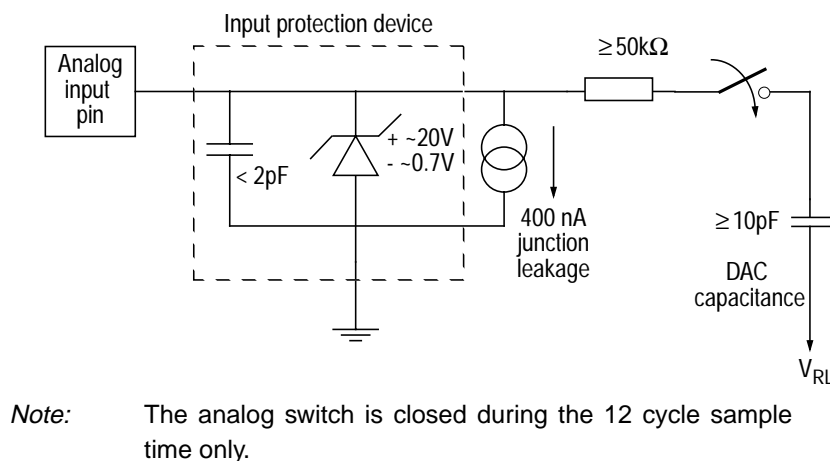 Input protection device
Analog
input
pin
< 2pF
+ ~20V
- ~0.7V
400 nA
junction
leakage
≥ 50kΩ
≥ 10pF
DAC
capacitance
VRL
Note: The analog switch is closed during the 12 cycle sample
time only.